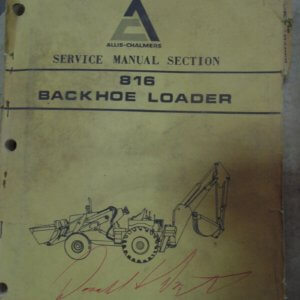 ALLIS-CHALMERS
SERVICE MANUAL SECTION
816
BACKHOE LOADER